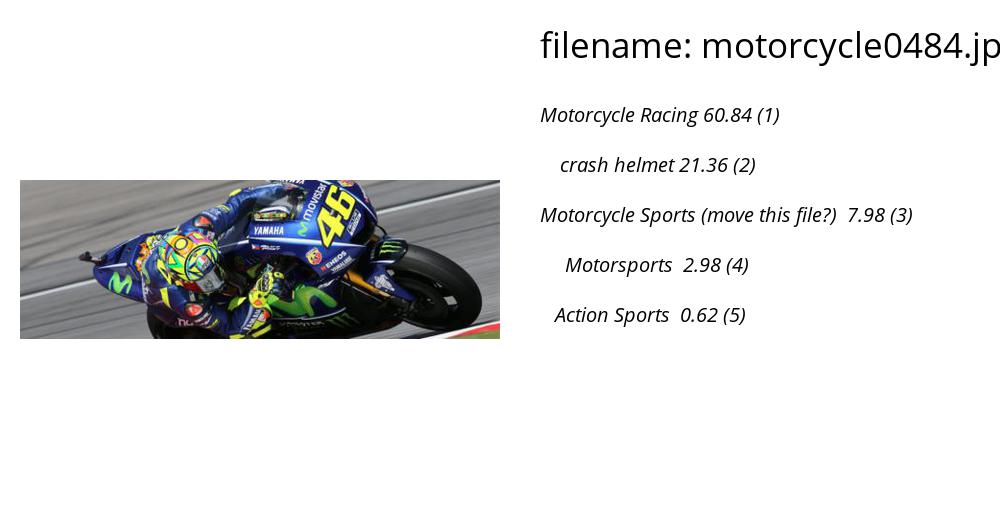 filename: motorcycle0484.jp
Motorcycle Racing 60.84 (1)
crash helmet 21.36 (2)
Motorcycle Sports (move this file?) 7.98 (3)
Motorsports 2.98 (4)
Action Sports 0.62 (5)
movistar
46
YAMAHA
ENEOS